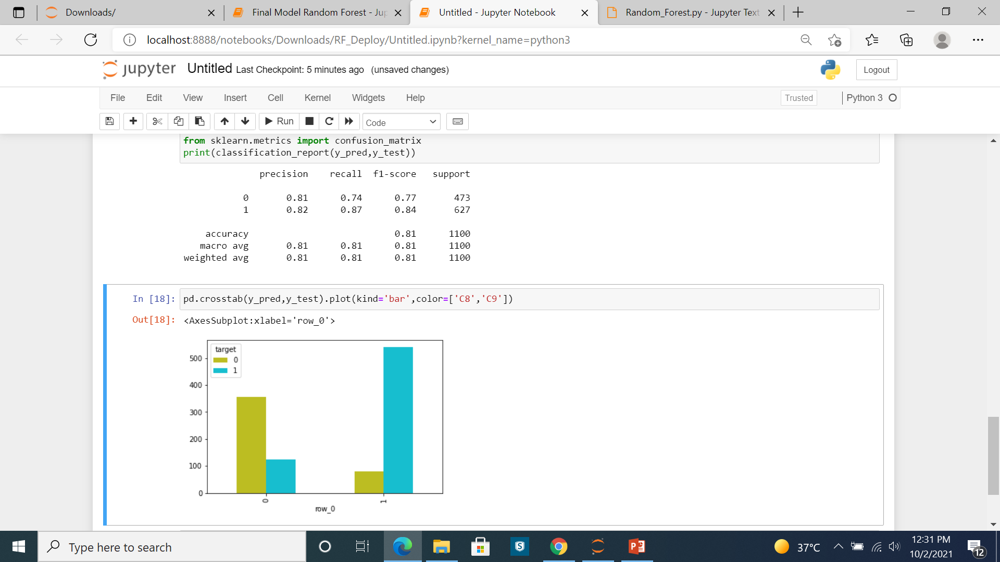 Downloads/
Final Model Random Forest - Jup
Untitled - Jupyter Notebook
Random_Forest.py - Jupyter Text
localhost:8888/notebooks/Downloads/RF_Deploy/Untitled.ipynb?kernel_name=python3
jupyter Untitled Last Checkpoint: 5 minutes ago (unsaved changes)
Logout
File Edit View Insert Cell Kernel Widgets Help
Trusted
Python 3
Run
Code
from sklearn.metrics import confusion_matrix
print(classification_report(y_pred,y_test))
precision recall f1-score support
0 0.81 0.74 0.77 473
1 0.82 0.87 0.84 627
accuracy 0.81 1100
macro avg 0.81 0.81 0.81 1100
weighted avg 0.81 0.81 0.81 1100
In [18]: pd.crosstab(y_pred,y_test).plot(kind='bar',color=['C8','C9'])
Out[18]: <AxesSubplot:xlabel='row_0'>
target
0
1
500
400
300
200
100
0
0 1
row_0
Type here to search
S
P
37°C
12:31 PM
10/2/2021
12